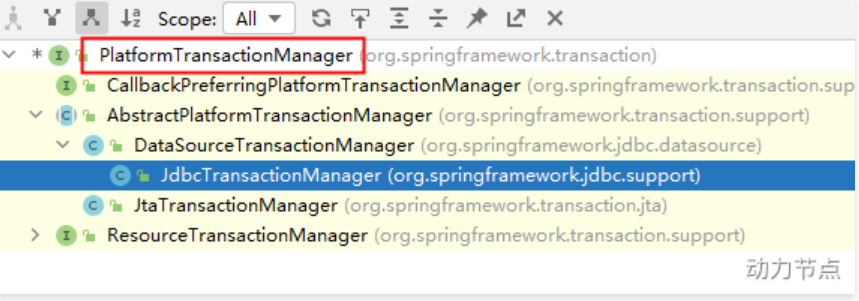 Scope: All
PlatformTransactionManager (org.springframework.transaction)
CallbackPreferringPlatformTransactionManager (org.springframework.transaction.sup
AbstractPlatformTransactionManager (org.springframework.transaction.support)
DataSourceTransactionManager (org.springframework.jdbc.datasource)
JdbcTransactionManager (org.springframework.jdbc.support)
JtaTransactionManager (org.springframework.transaction.jta)
ResourceTransactionManager (org.springframework.transaction.support)
动力节点